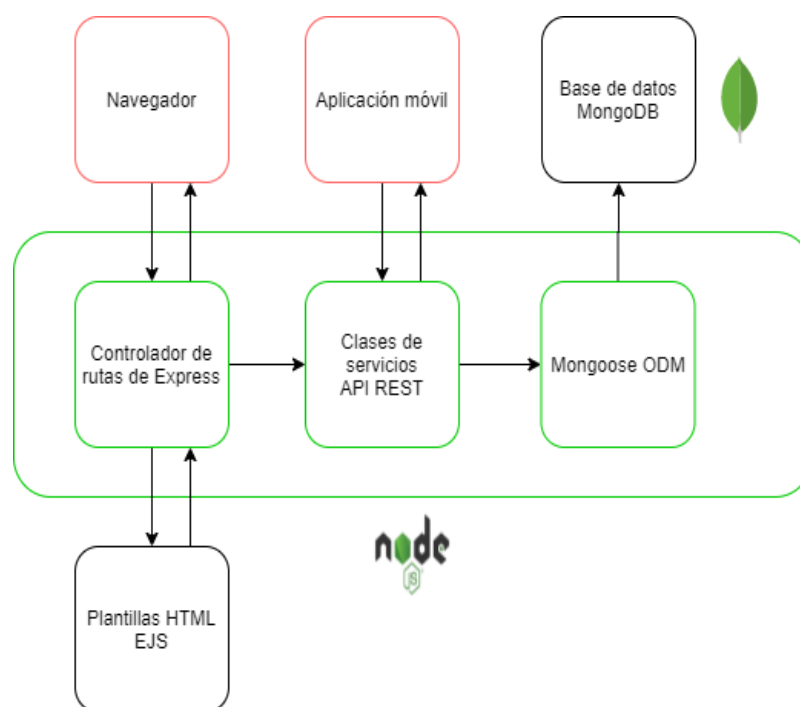 Navegador
Aplicación móvil
Base de datos
MongoDB
Controlador de
rutas de Express
Clases de
servicios
API REST
Mongoose ODM
node
JS
Plantillas HTML
EJS